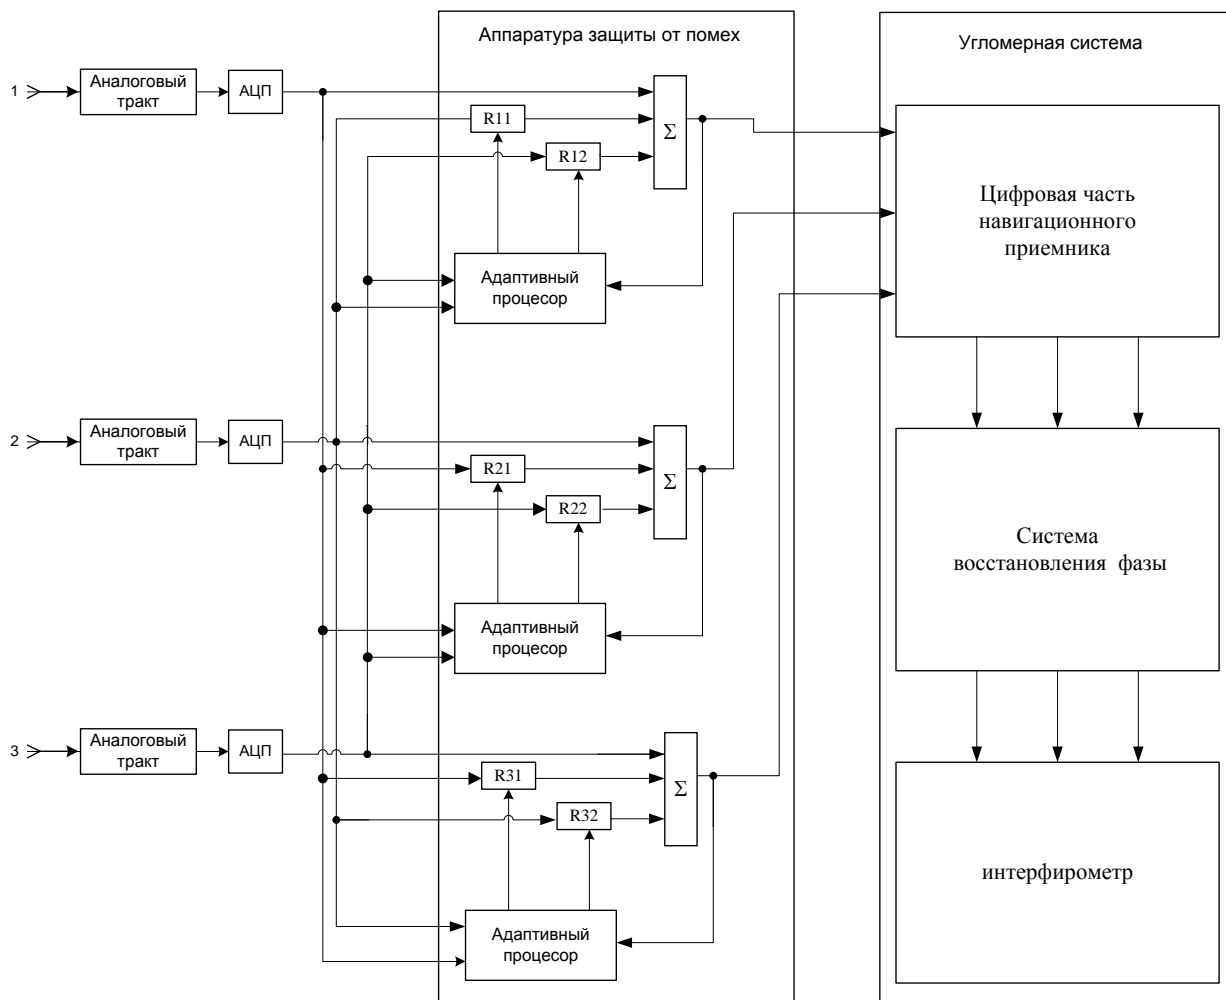 Аппаратура защиты от помех
Угломерная система
1
Аналоговый
тракт
АЦП
R11
R12
Σ
Адаптивный
процесор
Цифровая часть
навигационного
приемника
2
Аналоговый
тракт
АЦП
R21
R22
Σ
Адаптивный
процесор
Система
восстановления фазы
3
Аналоговый
тракт
АЦП
R31
R32
Σ
Адаптивный
процесор
интерфирометр